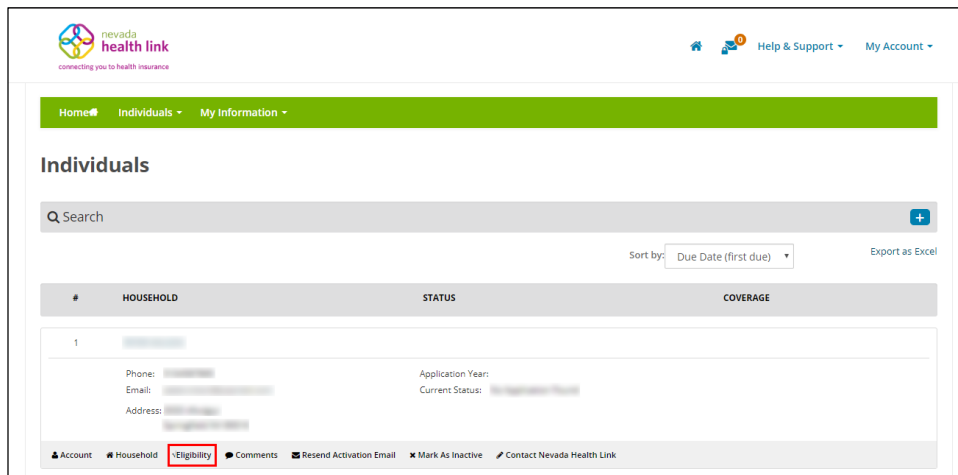 nevada
health link
connecting you to health insurance
0
Help & Support
My Account
Home
Individuals
My Information
Individuals
Search
+
Sort by: Due Date (first due)
Export as Excel
# HOUSEHOLD STATUS COVERAGE
1
Phone: Application Year:
Email: Current Status:
Address:
Account Household Eligibility Comments Resend Activation Email Mark As Inactive Contact Nevada Health Link